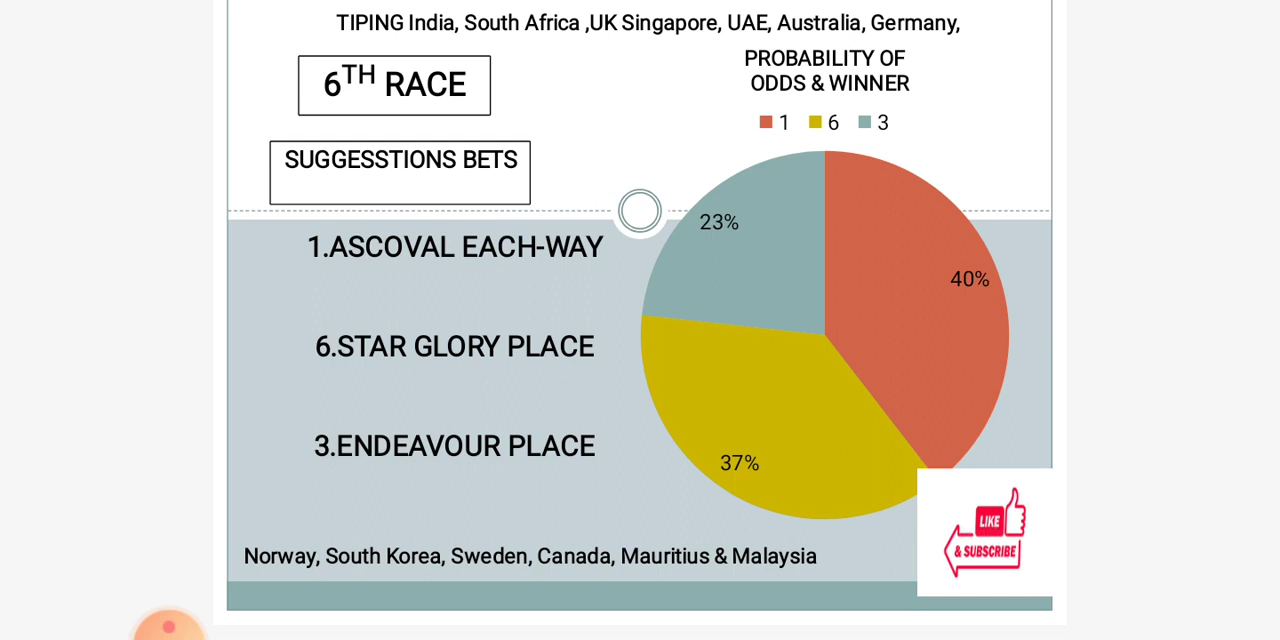 TIPING India, South Africa ,UK Singapore, UAE, Australia, Germany,
6TH RACE
PROBABILITY OF
ODDS & WINNER
1 6 3
SUGGESSTIONS BETS
23%
40%
37%
1.ASCOVAL EACH-WAY
6.STAR GLORY PLACE
3.ENDEAVOUR PLACE
LIKE
& SUBSCRIBE
Norway, South Korea, Sweden, Canada, Mauritius & Malaysia